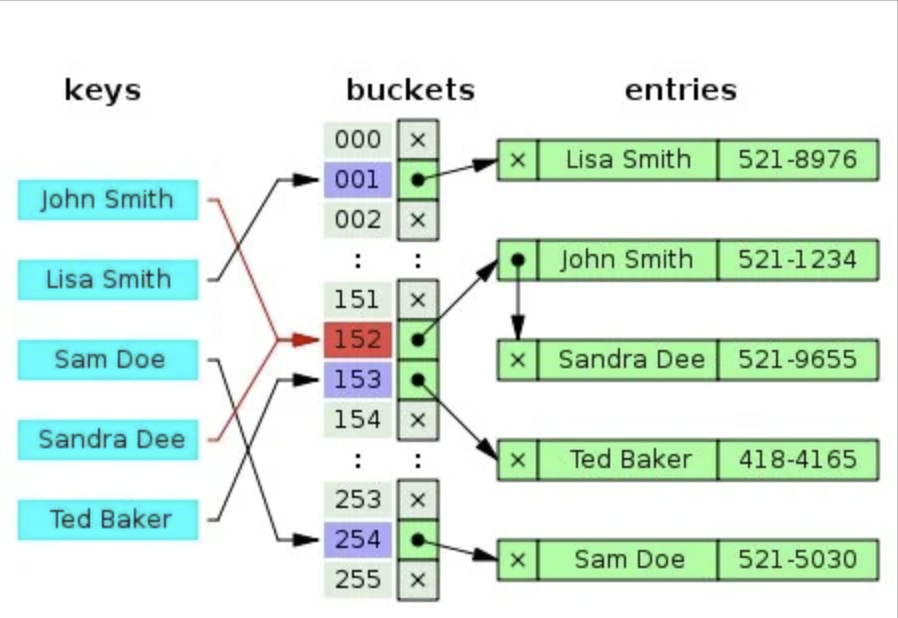 keys
buckets
entries
John Smith
Lisa Smith
Sam Doe
Sandra Dee
Ted Baker
000 ×
001
002 ×
: :
151 ×
152
153
154 ×
: :
253 ×
254
255 ×
× Lisa Smith 521-8976
John Smith 521-1234
× Sandra Dee 521-9655
× Ted Baker 418-4165
× Sam Doe 521-5030